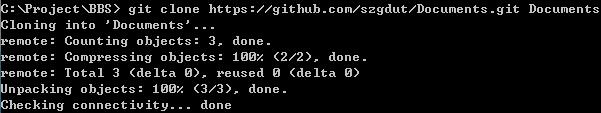 C:\Project\BBS> git clone https://github.com/szgdut/Documents.git Documents
Cloning into 'Documents'...
remote: Counting objects: 3, done.
remote: Compressing objects: 100% (2/2), done.
remote: Total 3 (delta 0), reused 0 (delta 0)
Unpacking objects: 100% (3/3), done.
Checking connectivity... done